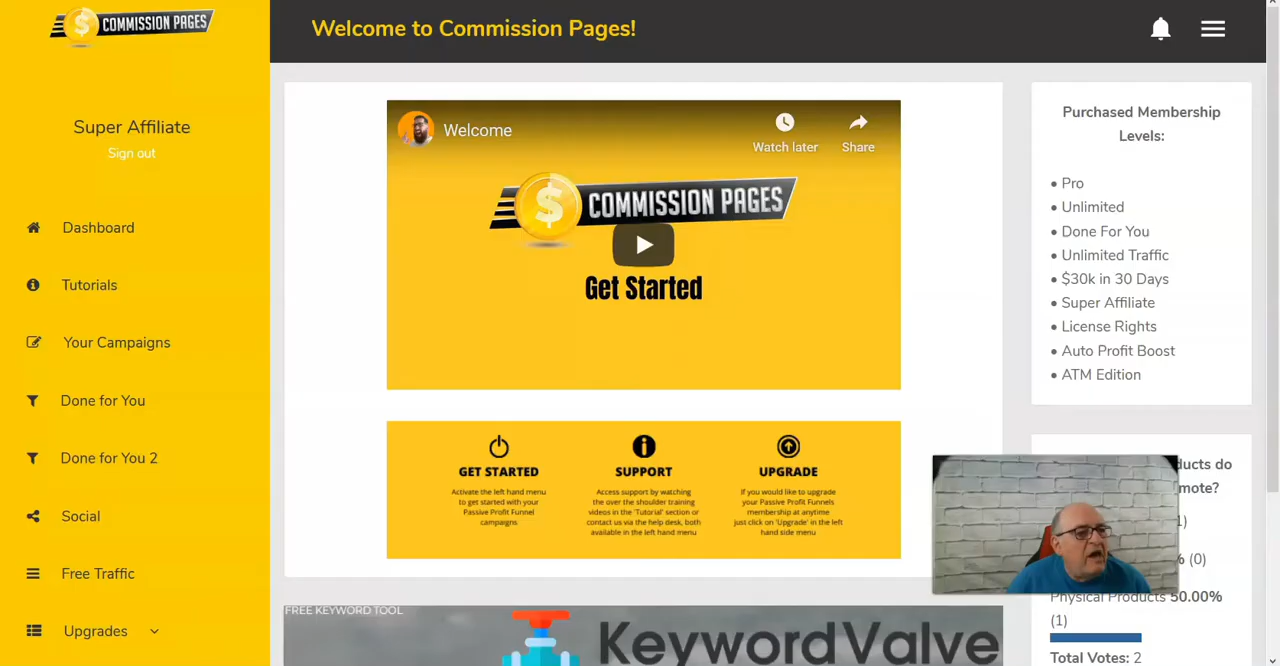 COMMISSION PAGES
Welcome to Commission Pages!
Super Affiliate
Sign out
Dashboard
Tutorials
Your Campaigns
Done for You
Done for You 2
Social
Free Traffic
Upgrades
Welcome
Watch later
Share
$ COMMISSION PAGES
Get Started
GET STARTED
Activate the left hand menu
to get started with your
Passive Profit Funnel
campaigns
SUPPORT
Access support by watching
the over the shoulder training
videos in the 'Tutorial' section or
contact us via the help desk, both
available in the left hand menu
UPGRADE
If you would like to upgrade
your Passive Profit Funnels
membership at anytime
just click on 'Upgrade' in the left
hand side menu
FREE KEYWORD TOOL
KeywordValve
Purchased Membership
Levels:
• Pro
• Unlimited
• Done For You
• Unlimited Traffic
• $30k in 30 Days
• Super Affiliate
• License Rights
• Auto Profit Boost
• ATM Edition
do
(0)
Physical Products 50.00%
(1)
Total Votes: 2